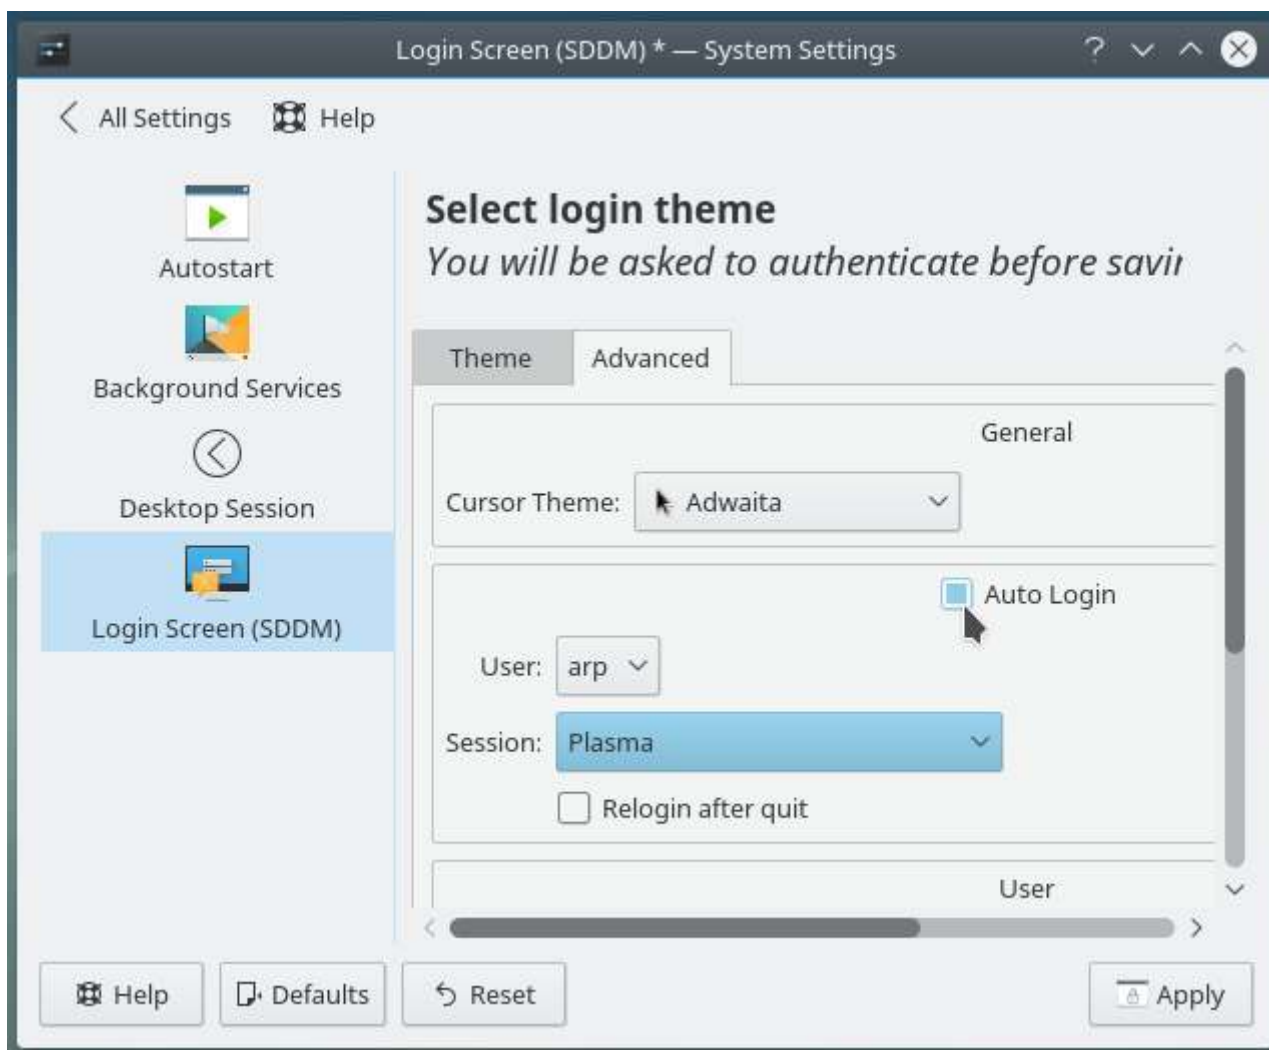 Login Screen (SDDM) * — System Settings ?
All Settings Help
Autostart
Background Services
Desktop Session
Login Screen (SDDM)
Select login theme
You will be asked to authenticate before savin
Theme Advanced
General
Cursor Theme: Adwaita
Auto Login
User: arp
Session: Plasma
Relogin after quit
User
Help Defaults Reset Apply